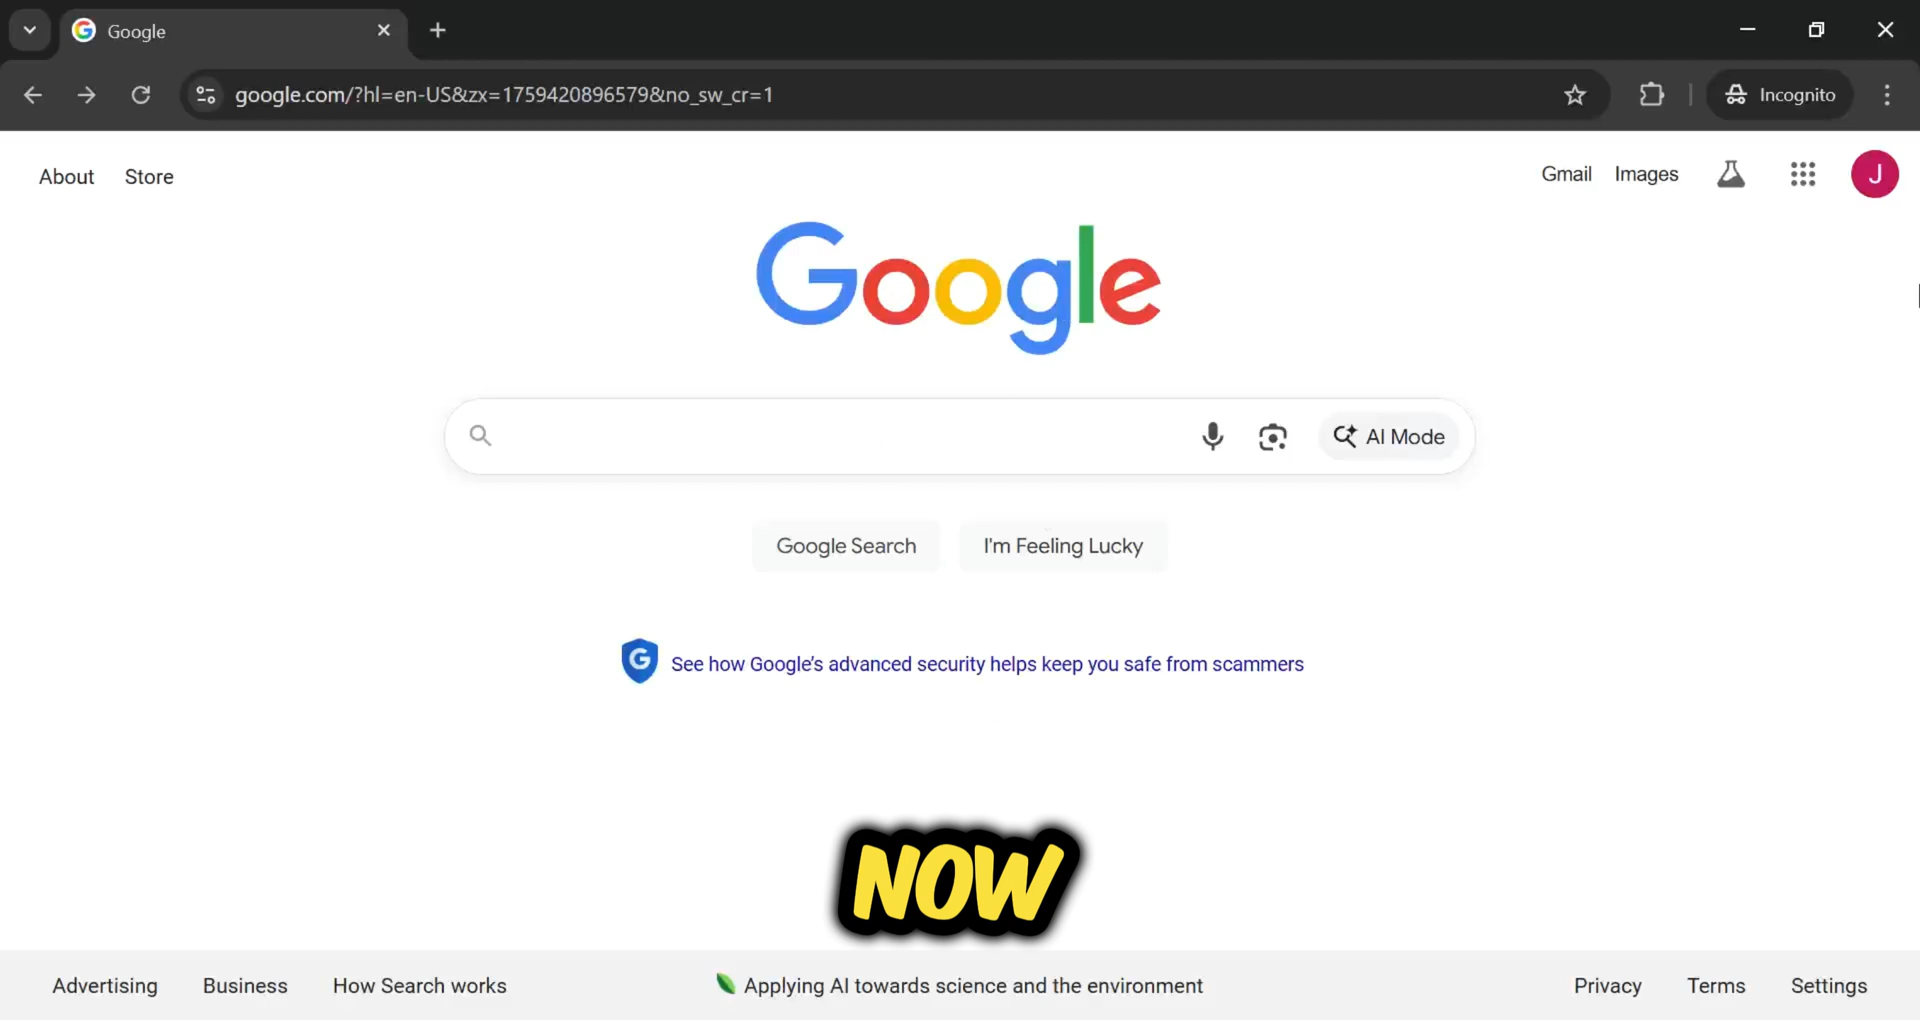 Google
google.com/?hl=en-US&zx=1759420896579&no_sw_cr=1
Incognito
About Store
Gmail Images
J
Google
AI Mode
Google Search I'm Feeling Lucky
G See how Google's advanced security helps keep you safe from scammers
NOW
Advertising Business How Search works Applying AI towards science and the environment Privacy Terms Settings